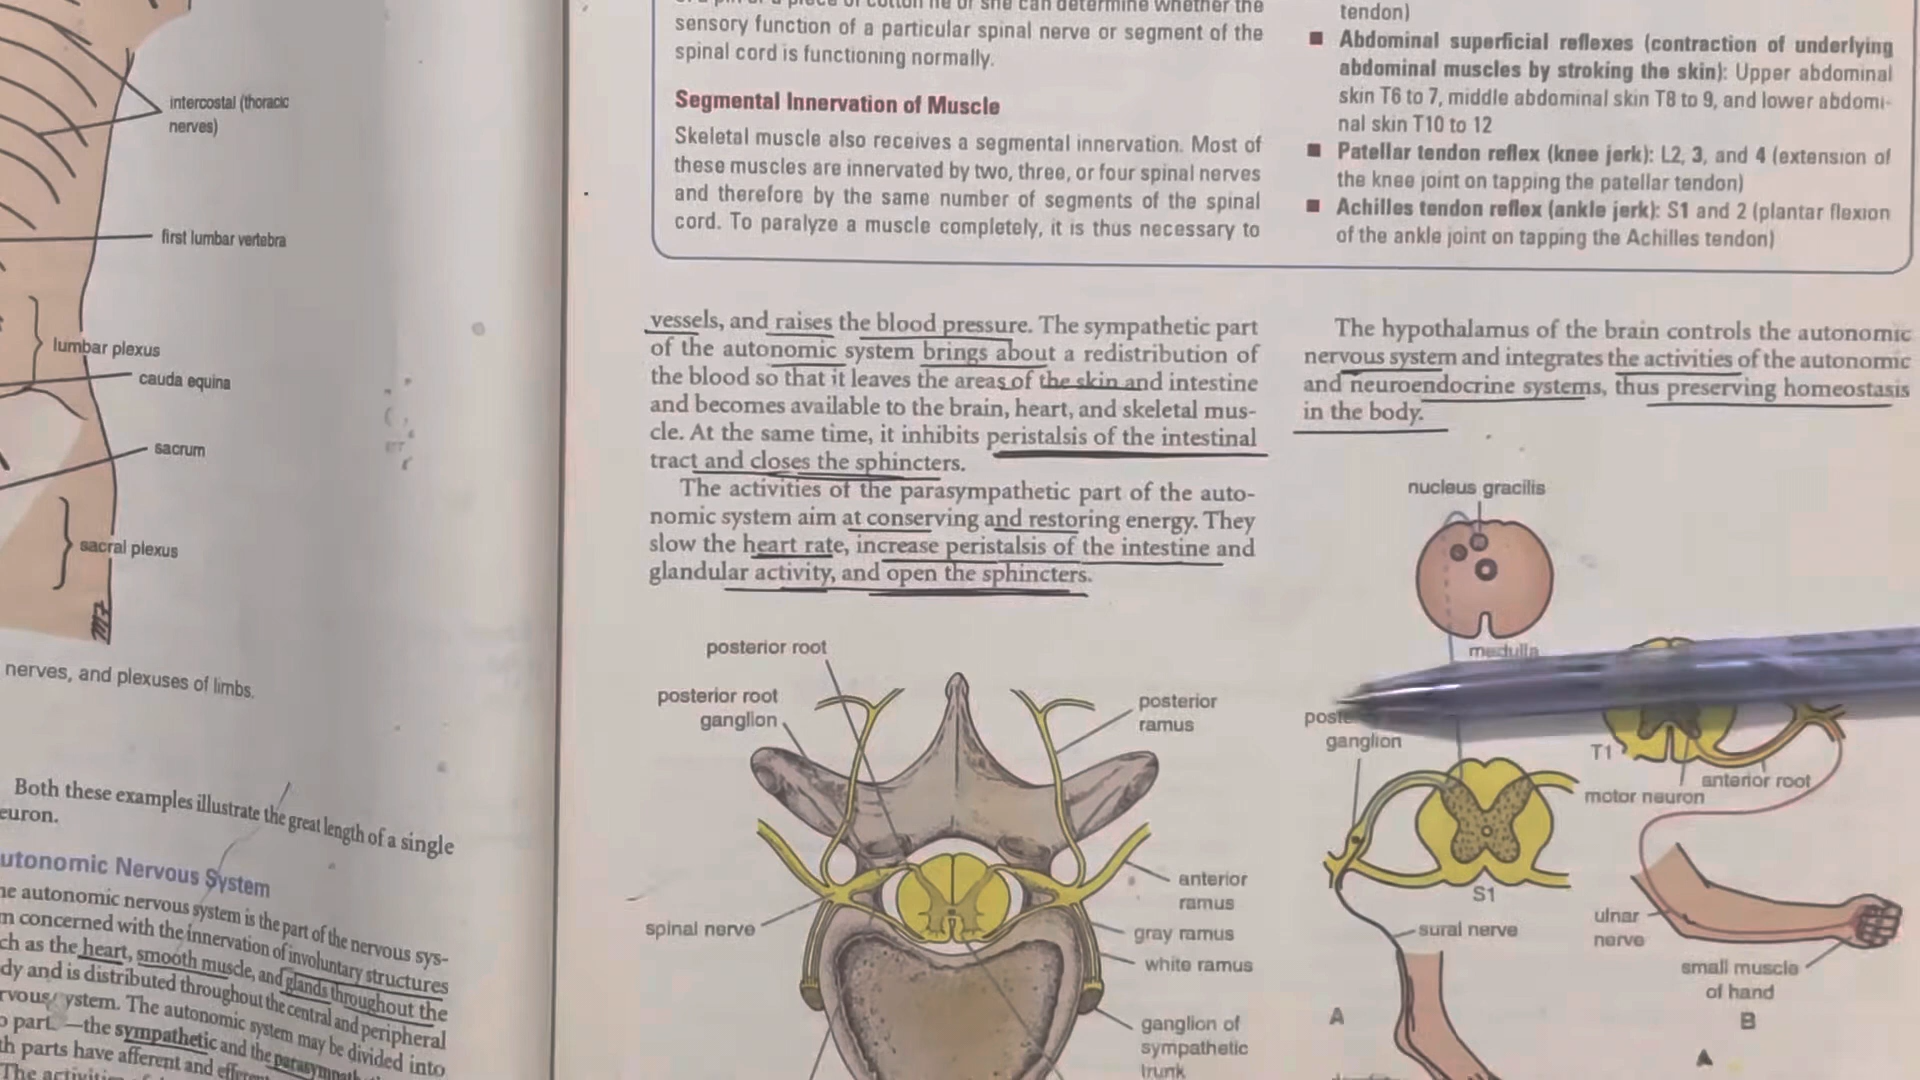 intercostal (thoracic
nerves)
first lumbar vertebra
lumbar plexus
cauda equina
sacrum
sacral plexus
nerves, and plexuses of limbs.
Both these examples illustrate the great length of a single
euron.
utonomic Nervous System
he autonomic nervous system is the part of the nervous sys-
m concerned with the innervation of involuntary structures
ch as the heart, smooth muscle, and glands throughout the
dy and is distributed throughout the central and peripheral
rvous system. The autonomic system may be divided into
o part —the sympathetic and the
th parts have afferent and
The
sensory function of a particular spinal nerve or segment of the
spinal cord is functioning normally.
Segmental Innervation of Muscle
Skeletal muscle also receives a segmental innervation. Most of
these muscles are innervated by two, three, or four spinal nerves
and therefore by the same number of segments of the spinal
cord. To paralyze a muscle completely, it is thus necessary to
tendon)
■ Abdominal superficial reflexes (contraction of underlying
abdominal muscles by stroking the skin): Upper abdominal
skin T6 to 7, middle abdominal skin T8 to 9, and lower abdomi-
nal skin T10 to 12
■ Patellar tendon reflex (knee jerk): L2, 3, and 4 (extension of
the knee joint on tapping the patellar tendon)
■ Achilles tendon reflex (ankle jerk): S1 and 2 (plantar flexion
of the ankle joint on tapping the Achilles tendon)
vessels, and raises the blood pressure. The sympathetic part
of the autonomic system brings about a redistribution of
the blood so that it leaves the areas of the skin and intestine
and becomes available to the brain, heart, and skeletal mus-
cle. At the same time, it inhibits peristalsis of the intestinal
tract and closes the sphincters.
The activities of the parasympathetic part of the auto-
nomic system aim at conserving and restoring energy. They
slow the heart rate, increase peristalsis of the intestine and
glandular activity, and open the sphincters.
The hypothalamus of the brain controls the autonomic
nervous system and integrates the activities of the autonomic
and neuroendocrine systems, thus preserving homeostasis
in the body.
posterior root
posterior root
ganglion
posterior
ramus
spinal nerve
anterior
ramus
gray ramus
white ramus
ganglion of
sympathetic
trunk
nucleus gracilis
medulla
ganglion
T1
anterior root
motor neuron
S1
sural nerve
ulnar
nerve
small muscle
of hand
A
B
A